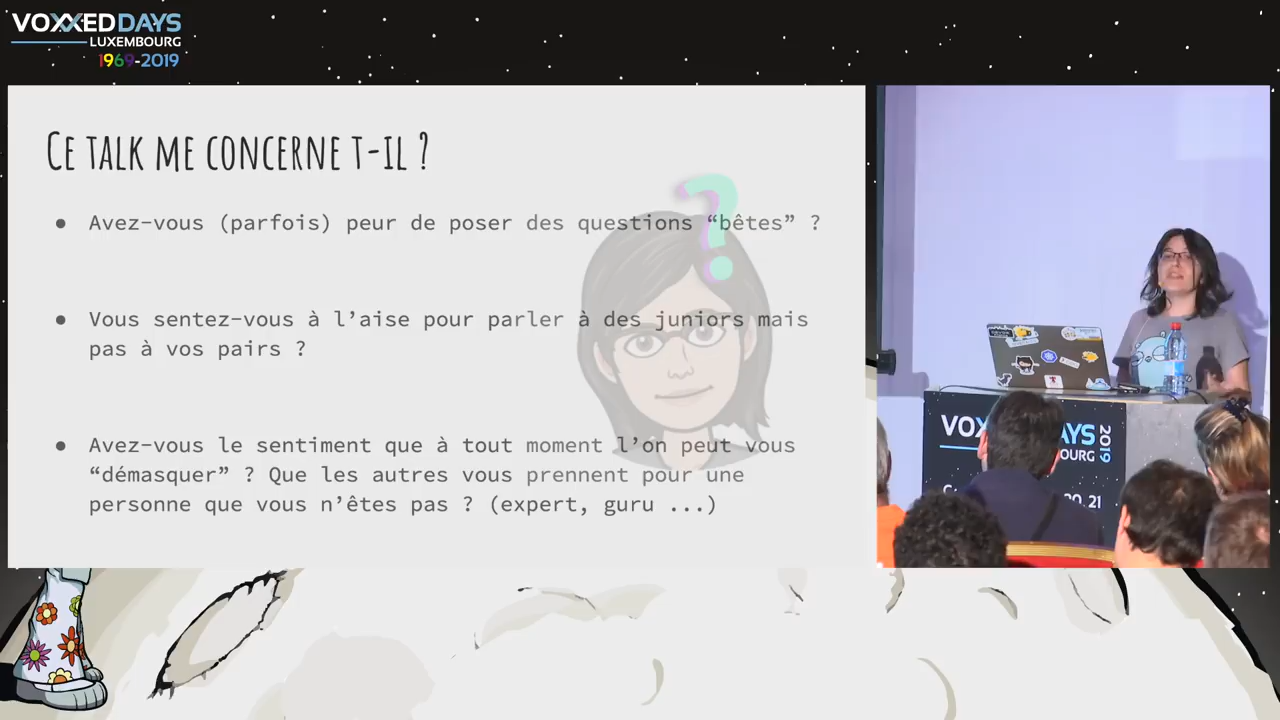 VOXXED DAYS
LUXEMBOURG
1969-2019
CE TALK ME CONCERNE T-IL ?
● Avez-vous (parfois) peur de poser des questions “bêtes” ?
● Vous sentez-vous à l’aise pour parler à des juniors mais
pas à vos pairs ?
● Avez-vous le sentiment que à tout moment l’on peut vous
“démasquer” ? Que les autres vous prennent pour une
personne que vous n’êtes pas ? (expert, guru ...)
?
2019